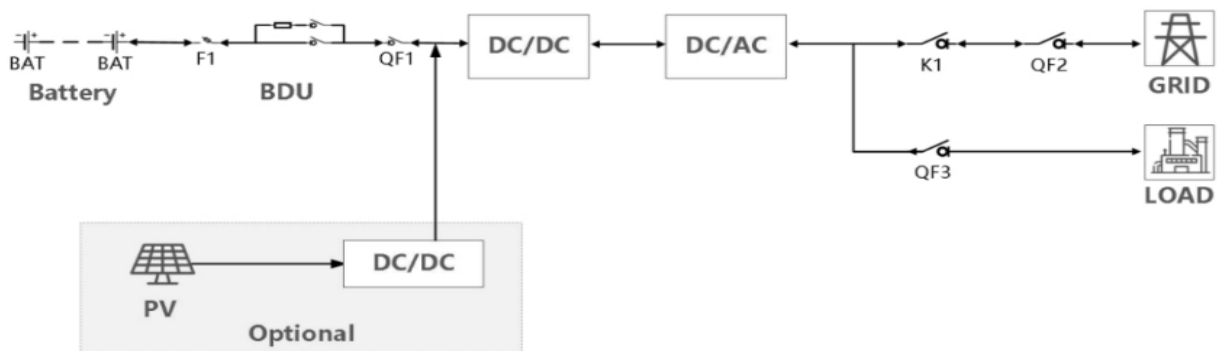 BAT
BAT
F1
QF1
DC/DC
DC/AC
K1
QF2
Battery
BDU
GRID
QF3
LOAD
PV
DC/DC
Optional